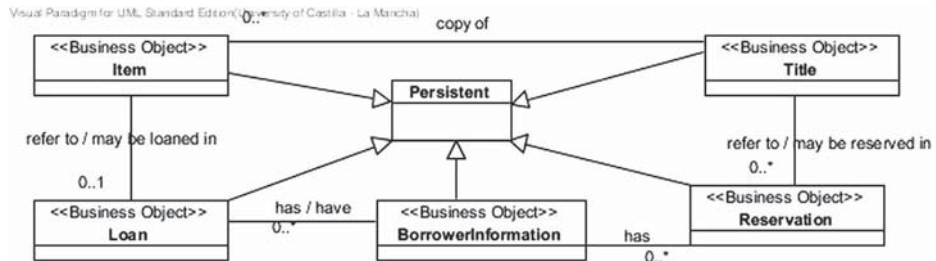 Visual Paradigm for UML Standard Edition(University of Castilla - La Mancha)
0..*
copy of
<<Business Object>>
Item
<<Business Object>>
Title
Persistent
refer to / may be loaned in
refer to / may be reserved in
0..1
0..*
<<Business Object>>
Loan
has / have
0..*
<<Business Object>>
BorrowerInformation
has
0..*
<<Business Object>>
Reservation